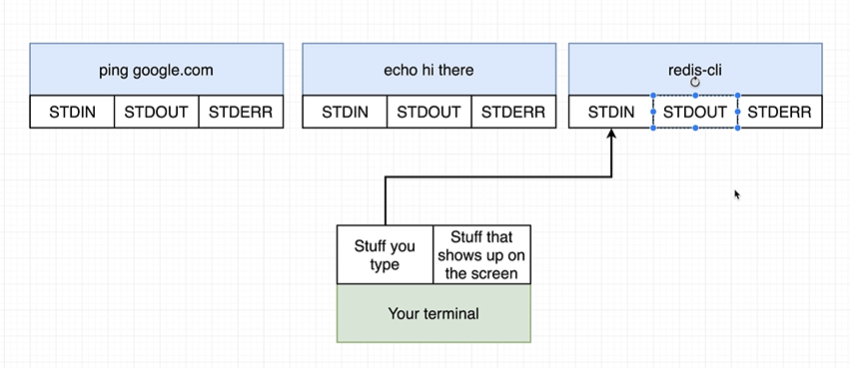 ping google.com
echo hi there
redis-cli
STDIN
STDOUT
STDERR
STDIN
STDOUT
STDERR
STDIN
STDOUT
STDERR
Stuff you
type
Stuff that
shows up on
the screen
Your terminal